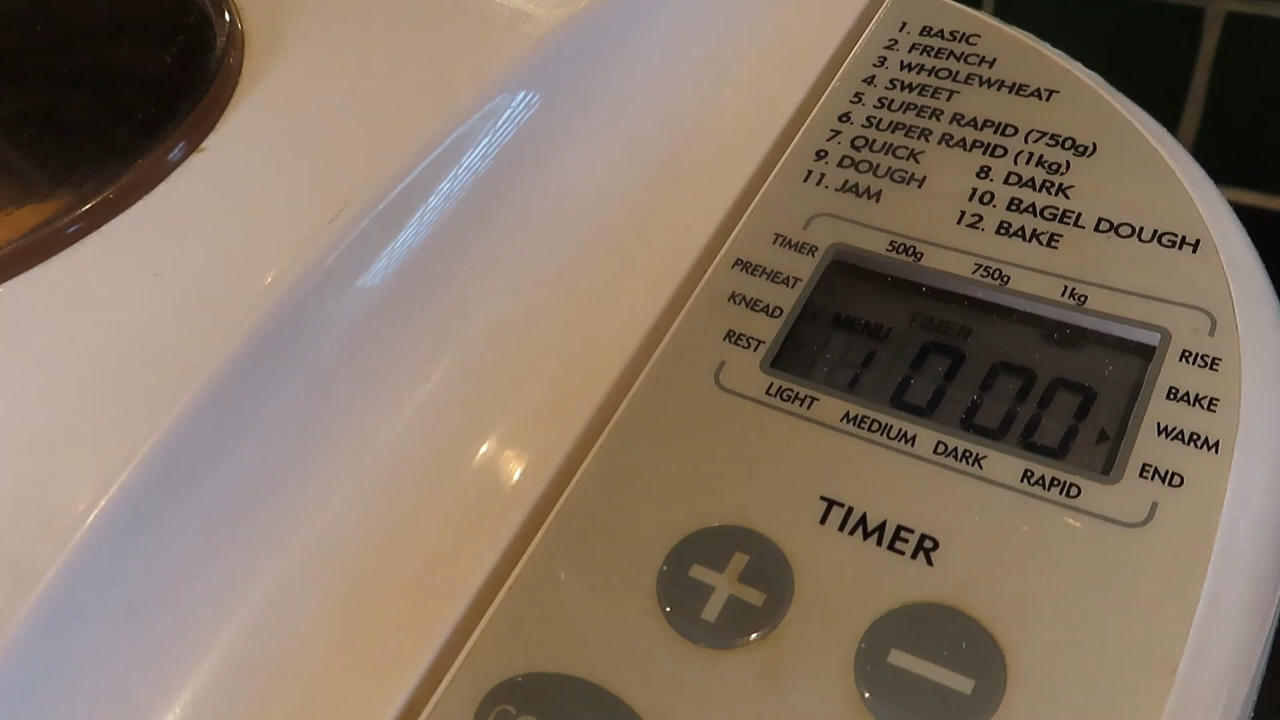 1. BASIC
2. FRENCH
3. WHOLEWHEAT
4. SWEET
5. SUPER RAPID (750g)
6. SUPER RAPID (1kg)
7. QUICK 8. DARK
9. DOUGH 10. BAGEL DOUGH
11. JAM 12. BAKE
TIMER 500g 750g 1kg
PREHEAT
KNEAD
REST
MENU TIMER
1 0:00
RISE
BAKE
WARM
END
LIGHT MEDIUM DARK RAPID
TIMER
+ −